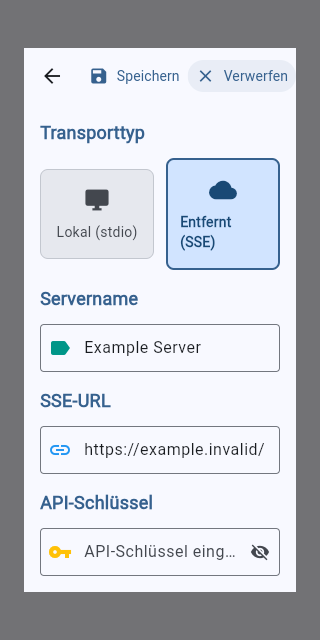 Speichern Verwerfen
Transporttyp
Lokal (stdio)
Entfernt
(SSE)
Servername
Example Server
SSE-URL
https://example.invalid/
API-Schlüssel
API-Schlüssel eing…